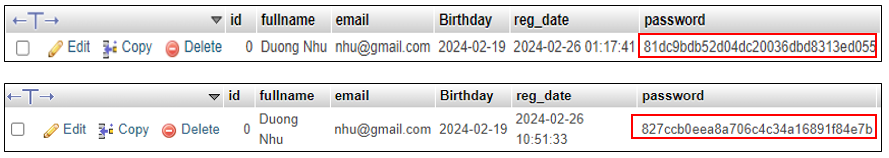 id fullname email Birthday reg_date password
Edit Copy Delete 0 Duong Nhu nhu@gmail.com 2024-02-19 2024-02-26 01:17:41 81dc9bdb52d04dc20036dbd8313ed055
id fullname email Birthday reg_date password
Edit Copy Delete 0 Duong Nhu nhu@gmail.com 2024-02-19 2024-02-26 10:51:33 827ccb0eea8a706c4c34a16891f84e7b